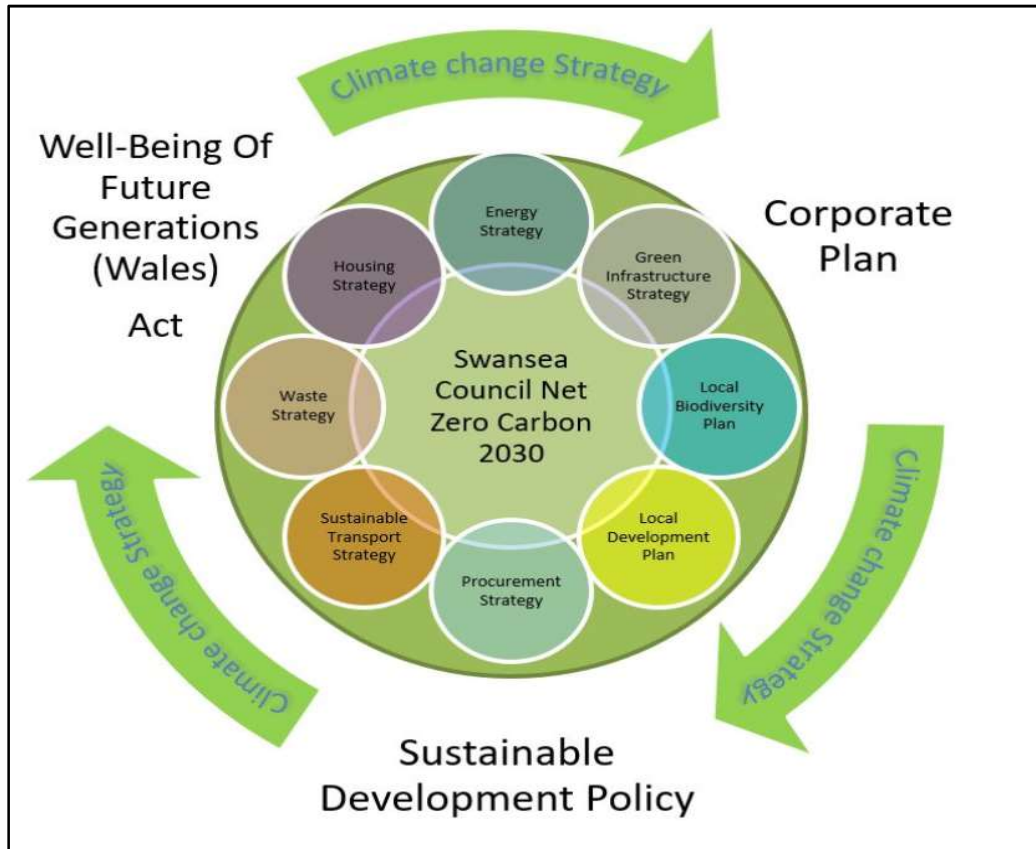 Climate change Strategy
Well-Being Of
Future
Generations
(Wales)
Act
Corporate
Plan
Energy
Strategy
Housing
Strategy
Green
Infrastructure
Strategy
Waste
Strategy
Swansea
Council Net
Zero Carbon
2030
Local
Biodiversity
Plan
Sustainable
Transport
Strategy
Local
Development
Plan
Procurement
Strategy
Climate change Strategy
Climate change Strategy
Sustainable
Development Policy